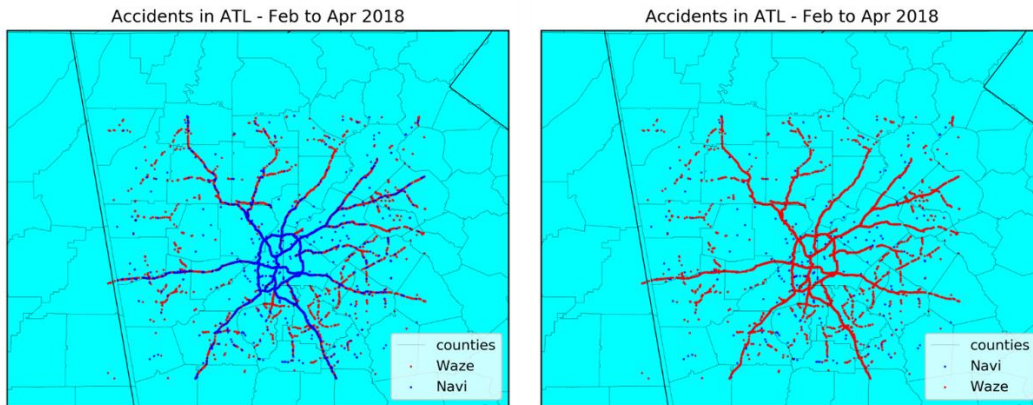 Accidents in ATL - Feb to Apr 2018
counties
Waze
Navi
Accidents in ATL - Feb to Apr 2018
counties
Navi
Waze